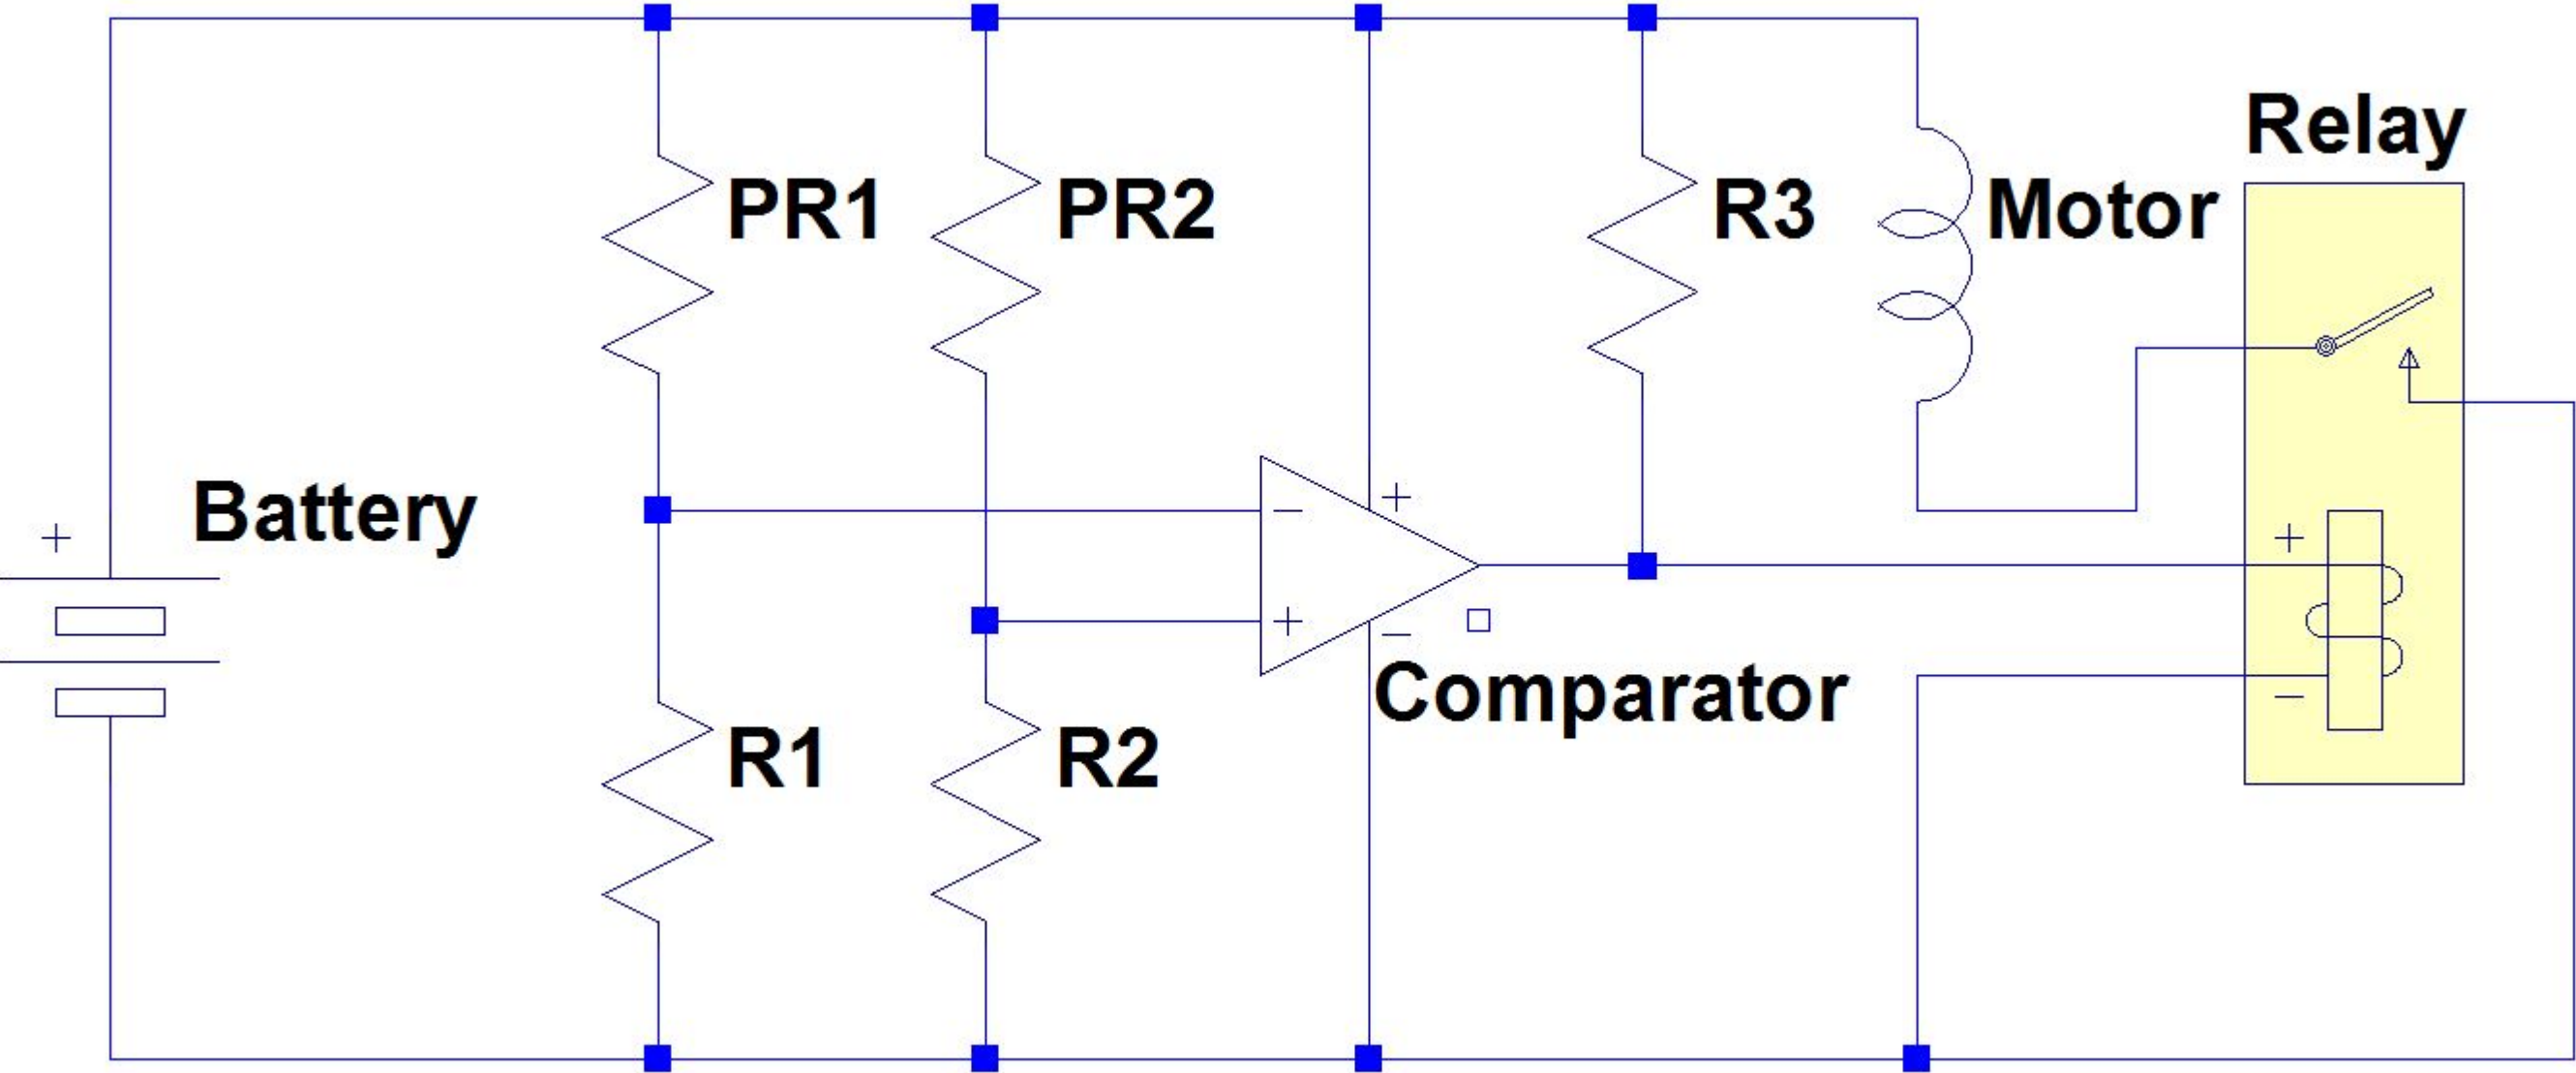 Relay
PR1
PR2
R3
Motor
Battery
+
+
−
+
+
−
Comparator
−
R1
R2